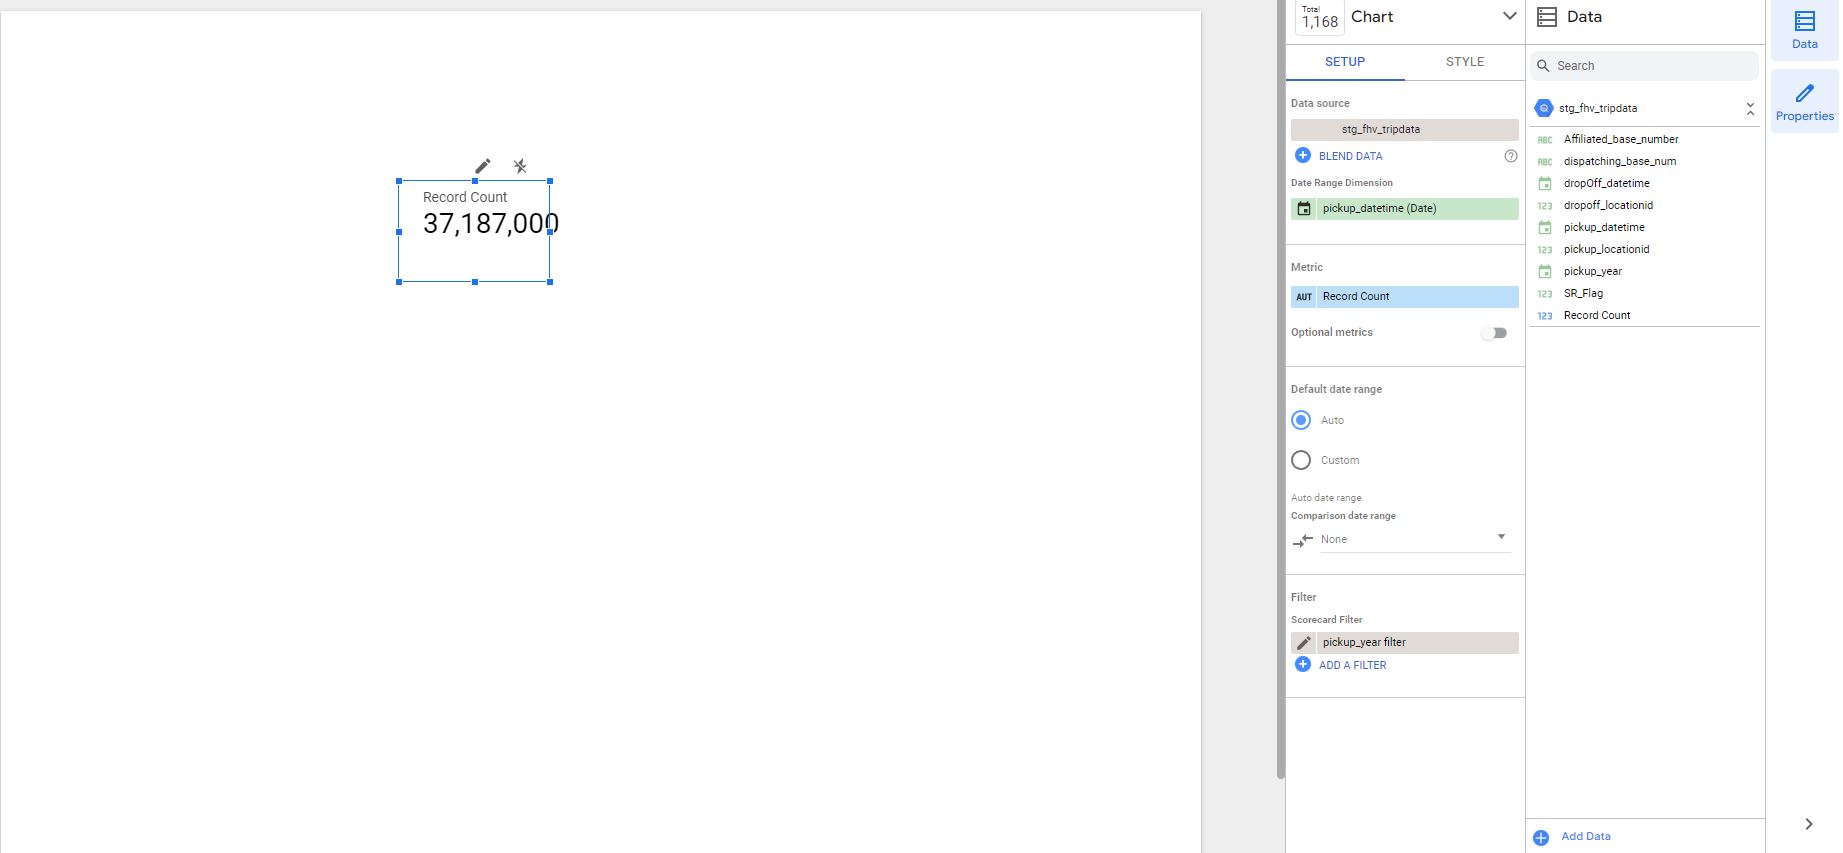 Record Count
37,187,000
Total
1,168
Chart
SETUP
STYLE
Data source
stg_fhv_tripdata
BLEND DATA
Date Range Dimension
pickup_datetime (Date)
Metric
AUT Record Count
Optional metrics
Default date range
Auto
Custom
Auto date range
Comparison date range
None
Filter
Scorecard Filter
pickup_year filter
ADD A FILTER
Data
Search
stg_fhv_tripdata
ABC Affiliated_base_number
ABC dispatching_base_num
dropOff_datetime
123 dropoff_locationid
pickup_datetime
123 pickup_locationid
pickup_year
123 SR_Flag
123 Record Count
Add Data
Data
Properties